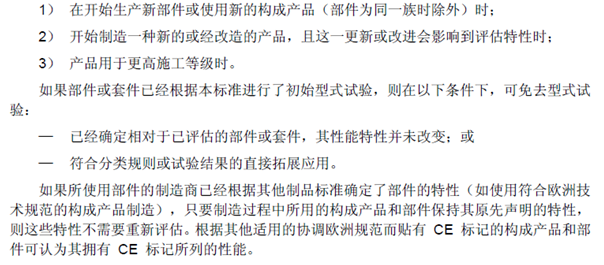 1） 在开始生产新部件或使用新的构成产品（部件为同一族时除外）时；
2） 开始制造一种新的或经改造的产品，且这一更新或改进会影响到评估特性时；
3） 产品用于更高施工等级时。
如果部件或套件已经根据本标准进行了初始型式试验，则在以下条件下，可免去型式试
验：
— 已经确定相对于已评估的部件或套件，其性能特性并未改变；或
— 符合分类规则或试验结果的直接拓展应用。
如果所使用部件的制造商已经根据其他制品标准确定了部件的特性（如使用符合欧洲技
术规范的构成产品制造），只要制造过程中所用的构成产品和部件保持其原先声明的特性，
则这些特性不需要重新评估。根据其他适用的协调欧洲规范而贴有 CE 标记的构成产品和部
件可认为其拥有 CE 标记所列的性能。